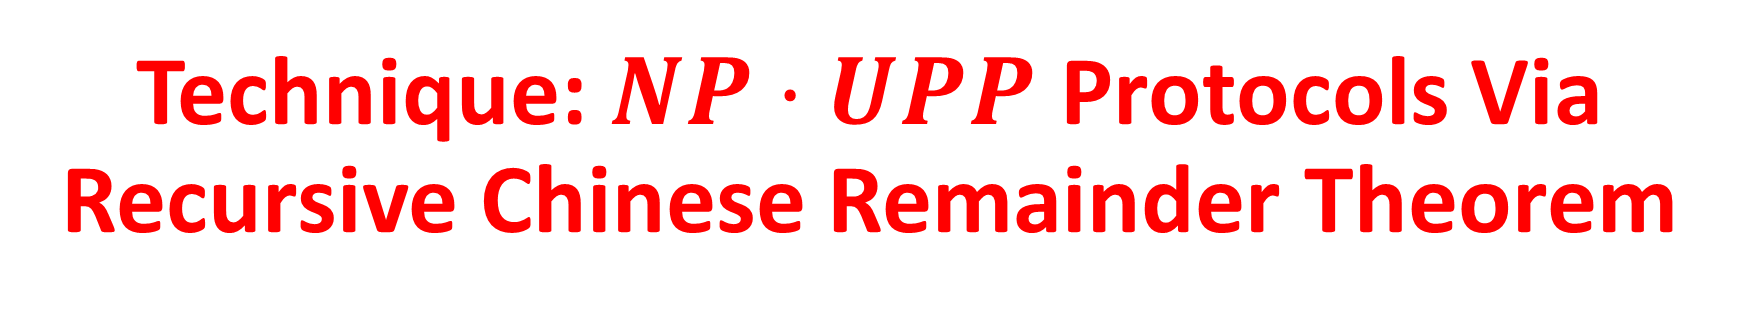 Technique: NP · UPP Protocols Via
Recursive Chinese Remainder Theorem